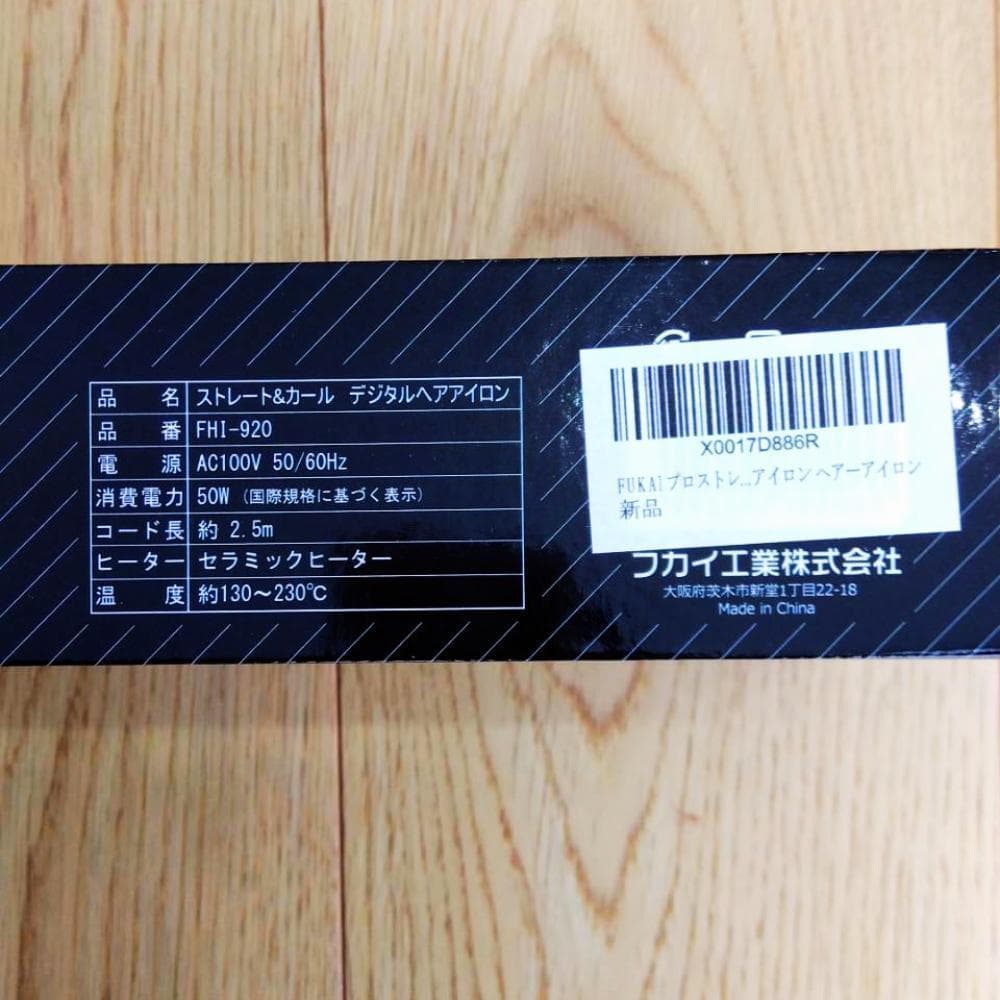 品 名 ストレート&カール デジタルヘアアイロン
品 番 FHI-920
電 源 AC100V 50/60Hz
消費電力 50W (国際規格に基づく表示)
コード長 約 2.5m
ヒーター セラミックヒーター
温 度 約130～230℃
X0017D886R
FUKAIプロストレ...アイロン ヘアーアイロン
新品
フカイ工業株式会社
大阪府茨木市新堂1丁目22-18
Made in China